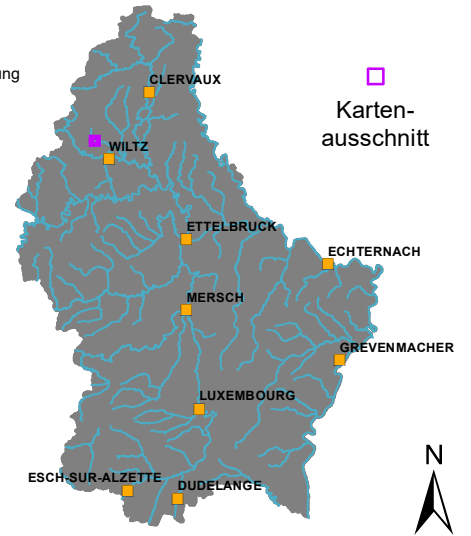 ung
CLERVAUX
Karten-
ausschnitt
WILTZ
ETTELBRUCK
ECHTERNACH
MERSCH
GREVENMACHER
LUXEMBOURG
ESCH-SUR-ALZETTE
DUDELANGE
N